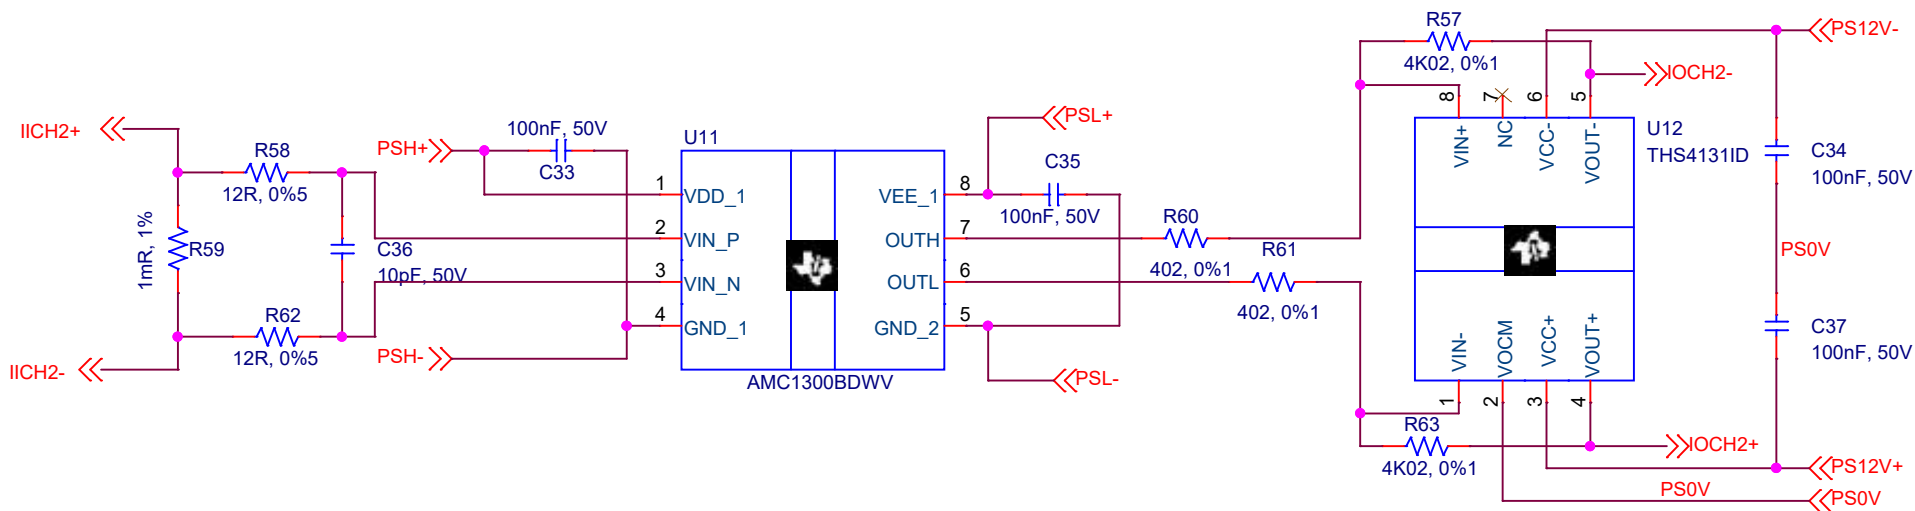 IICH2+
IICH2-
R58
12R, 0%5
1mR, 1%
R59
C36
10pF, 50V
R62
12R, 0%5
PSH+
100nF, 50V
C33
PSH-
U11
1
VDD_1
2
VIN_P
3
VIN_N
4
GND_1
VEE_1
8
OUTH
7
OUTL
6
GND_2
5
AMC1300BDWV
PSL+
C35
100nF, 50V
PSL-
R60
402, 0%1
R61
402, 0%1
R57
4K02, 0%1
IOCH2-
8
7
6
5
VIN+
NC
VCC-
VOUT-
U12
THS4131ID
VIN-
VOCM
VCC+
VOUT+
1
2
3
4
R63
4K02, 0%1
IOCH2+
PS12V-
C34
100nF, 50V
PS0V
C37
100nF, 50V
PS12V+
PS0V
PS0V